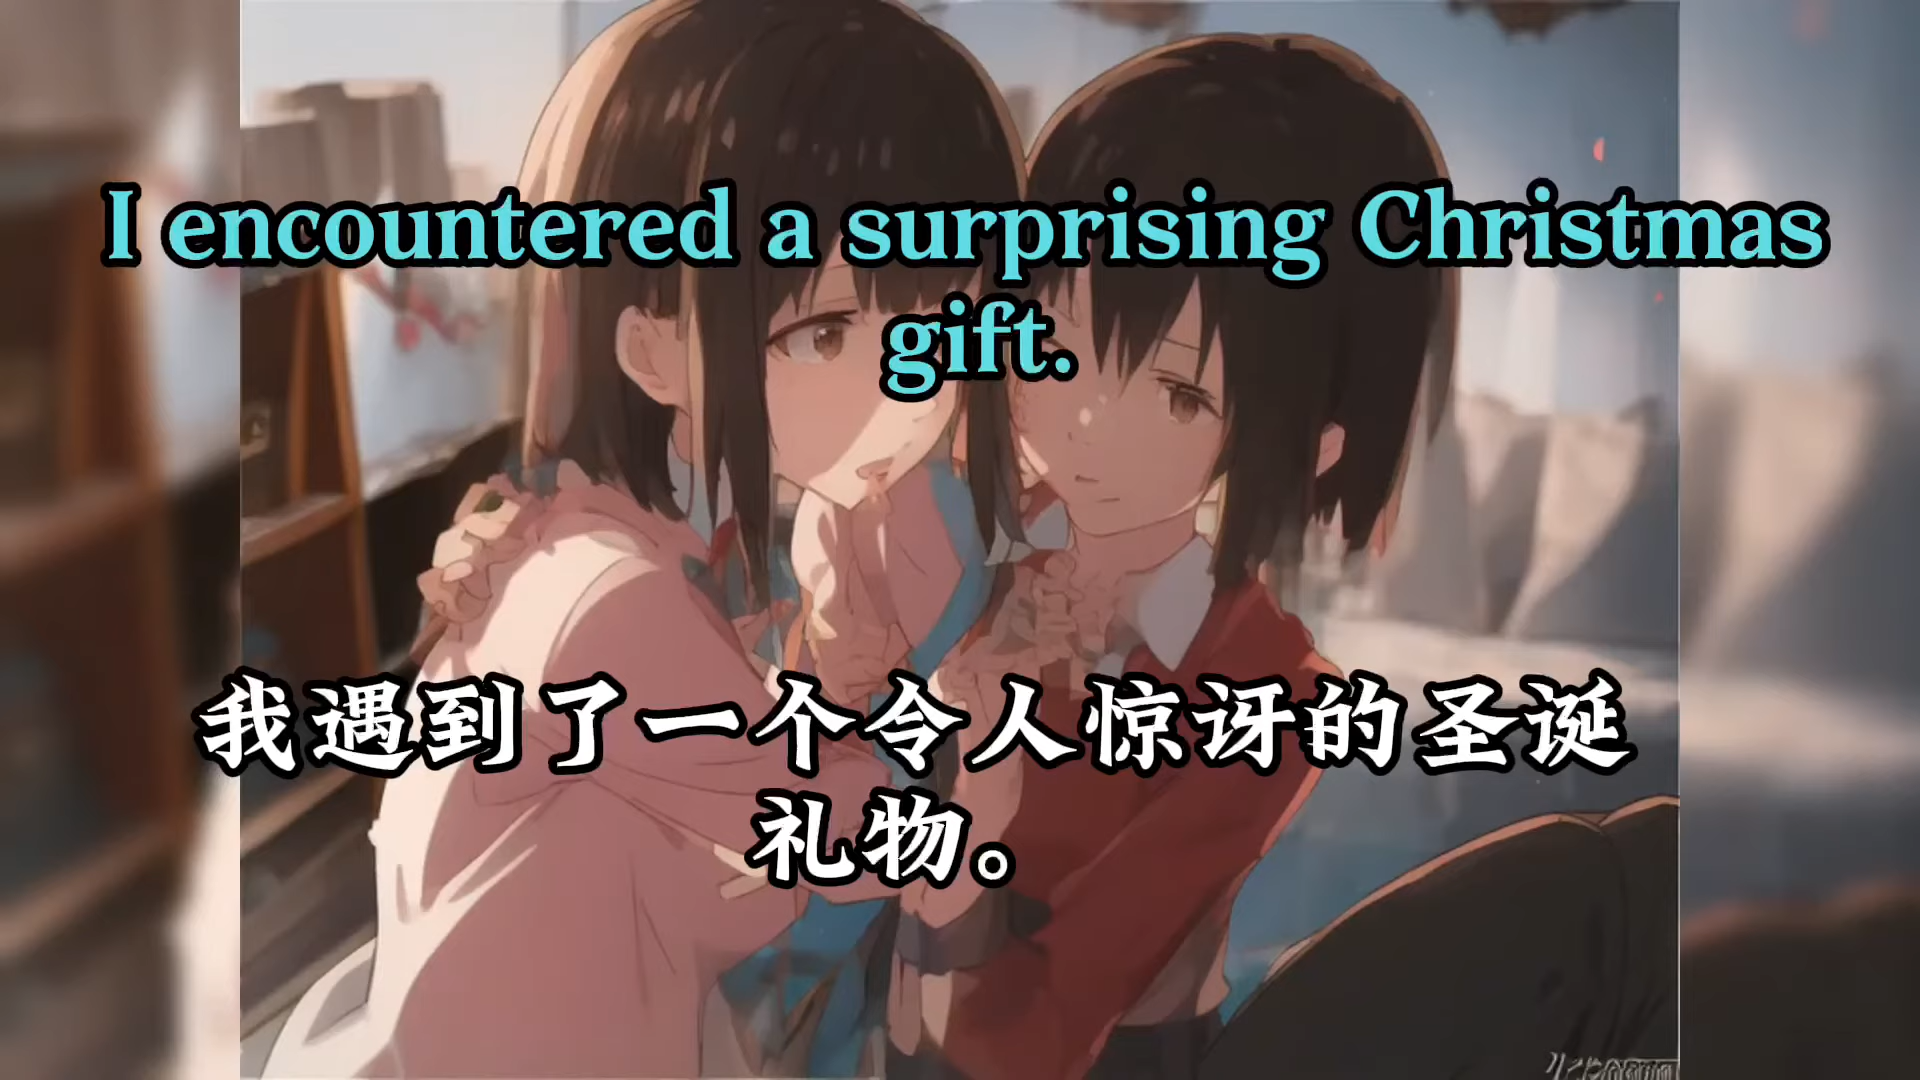 I encountered a surprising Christmas
gift.
我遇到了一个令人惊讶的圣诞
礼物。